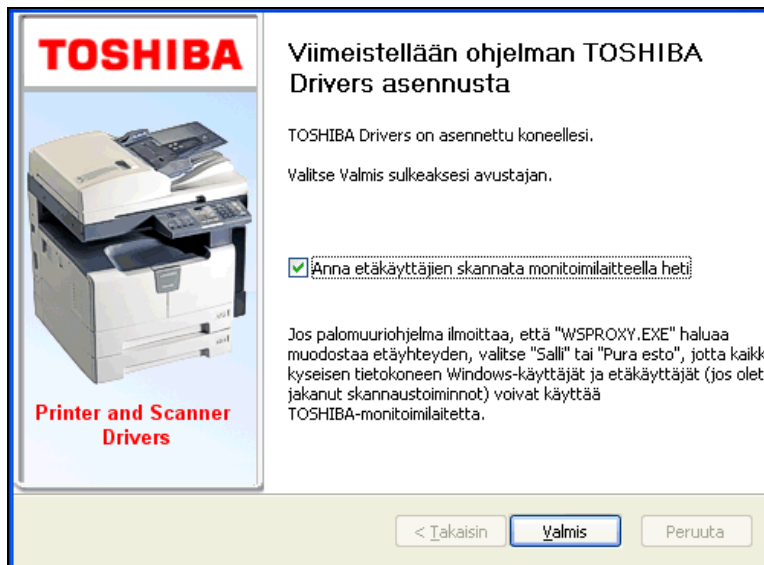 TOSHIBA
Printer and Scanner
Drivers
Viimeistellään ohjelman TOSHIBA
Drivers asennusta
TOSHIBA Drivers on asennettu koneellesi.
Valitse Valmis sulkeaksesi avustajan.
Anna etäkäyttäjien skannata monitoimilaitteella heti
Jos palomuuriohjelma ilmoittaa, että "WSPROXY.EXE" haluaa
muodostaa etäyhteyden, valitse "Salli" tai "Pura esto", jotta kaikk
kyseisen tietokoneen Windows-käyttäjät ja etäkäyttäjät (jos olet
jakanut skannaustoiminnot) voivat käyttää
TOSHIBA-monitoimilaitetta.
< Takaisin
Valmis
Peruuta